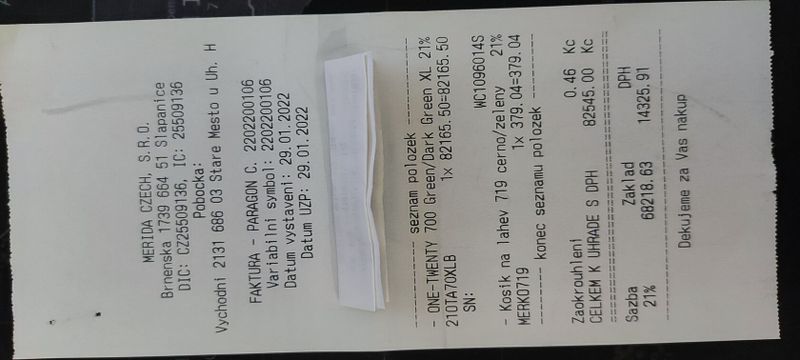 MERIDA CZECH, S.R.O.
Brnenska 1739 664 51 Slapanice
DIC: CZ25509136, IC: 25509136
Pobocka:
Vychodni 2131 686 03 Stare Mesto u Uh. H
FAKTURA - PARAGON C. 2202200106
Variabilni symbol: 2202200106
Datum vystaveni: 29.01.2022
Datum UZP: 29.01.2022
---------- seznam polozek ----------
- ONE-TWENTY 700 Green/Dark Green XL 21%
210TA70XLB 1x 82165.50=82165.50
SN: WC1096014S
- Kosik na lahev 719 cerno/zeleny 21%
MERK0719 1x 379.04=379.04
------- konec seznamu polozek -------
Zaokrouhleni 0.46 Kc
CELKEM K UHRADE S DPH 82545.00 Kc
Sazba Zaklad DPH
21% 68218.63 14325.91
Dekujeme za Vas nakup